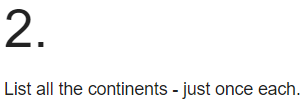 2.
List all the continents - just once each.